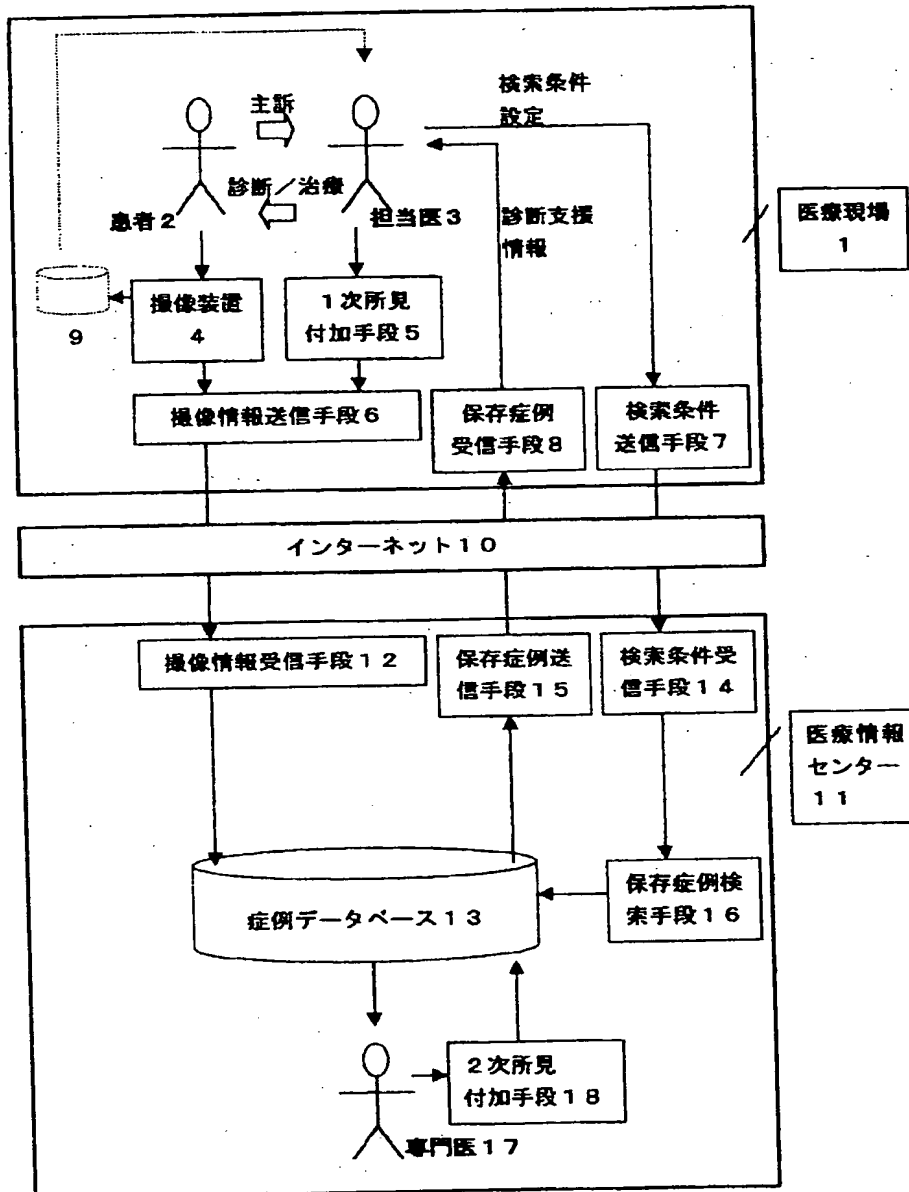 主訴
検索条件
設定
診断／治療
患者２
担当医３
診断支援
情報
医療現場
１
９
撮像装置
４
１次所見
付加手段５
撮像情報送信手段６
保存症例
受信手段８
検索条件
送信手段７
インターネット１０
撮像情報受信手段１２
保存症例送
信手段１５
検索条件受
信手段１４
医療情報
センター
１１
症例データベース１３
保存症例検
索手段１６
２次所見
付加手段１８
専門医１７